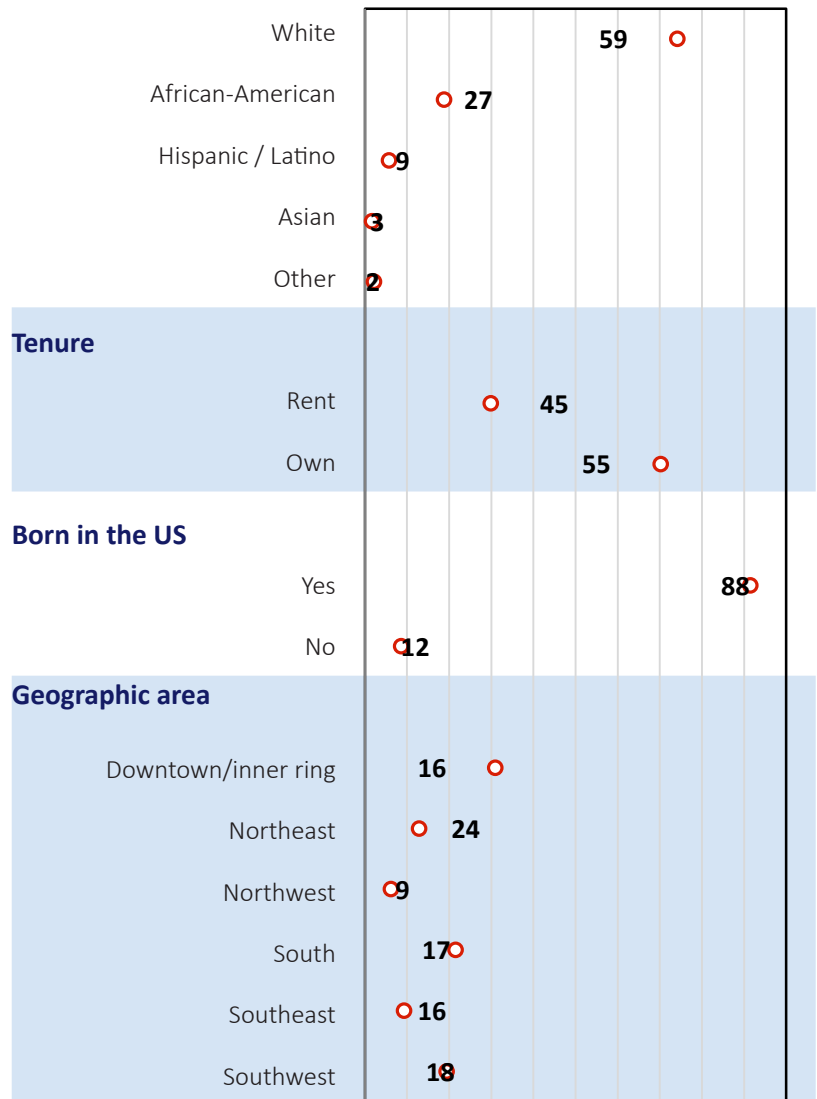 White 59
African-American 27
Hispanic / Latino 9
Asian 3
Other 2
Tenure
Rent 45
Own 55
Born in the US
Yes 88
No 12
Geographic area
Downtown/inner ring 16
Northeast 24
Northwest 9
South 17
Southeast 16
Southwest 18